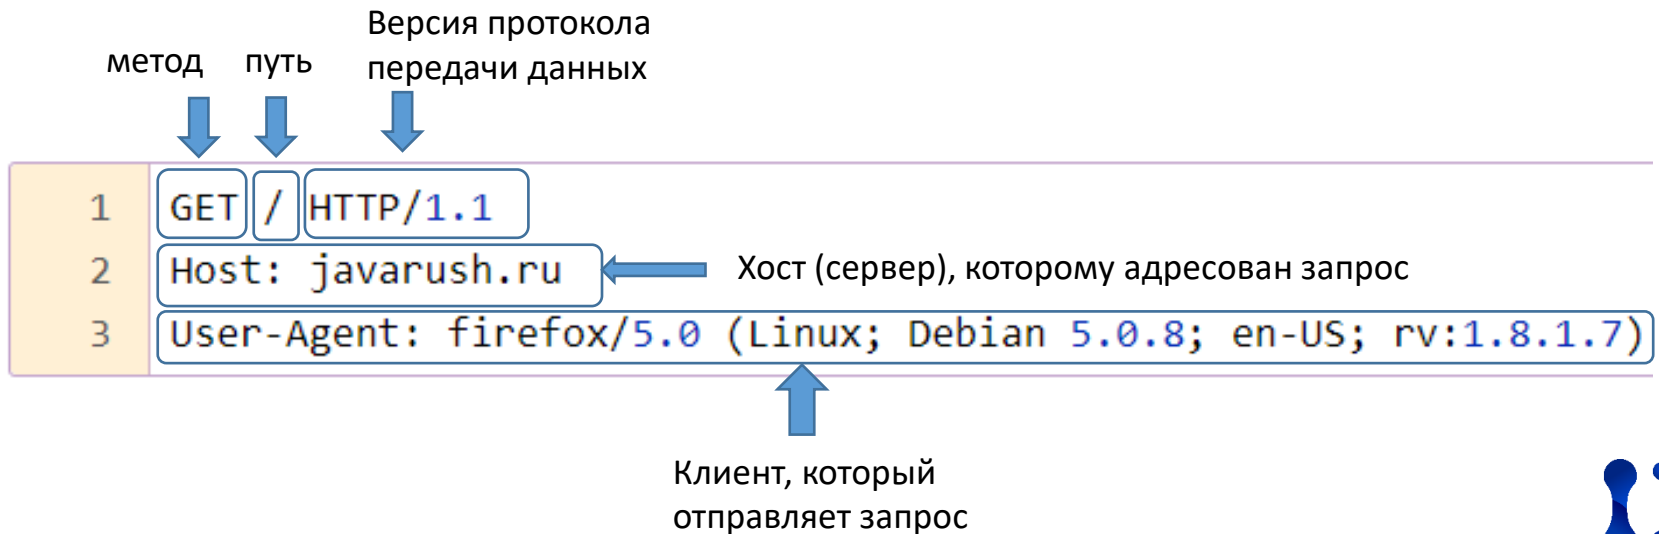 Версия протокола
метод путь передачи данных
1 GET / HTTP/1.1
2 Host: javarush.ru Хост (сервер), которому адресован запрос
3 User-Agent: firefox/5.0 (Linux; Debian 5.0.8; en-US; rv:1.8.1.7)
Клиент, который
отправляет запрос